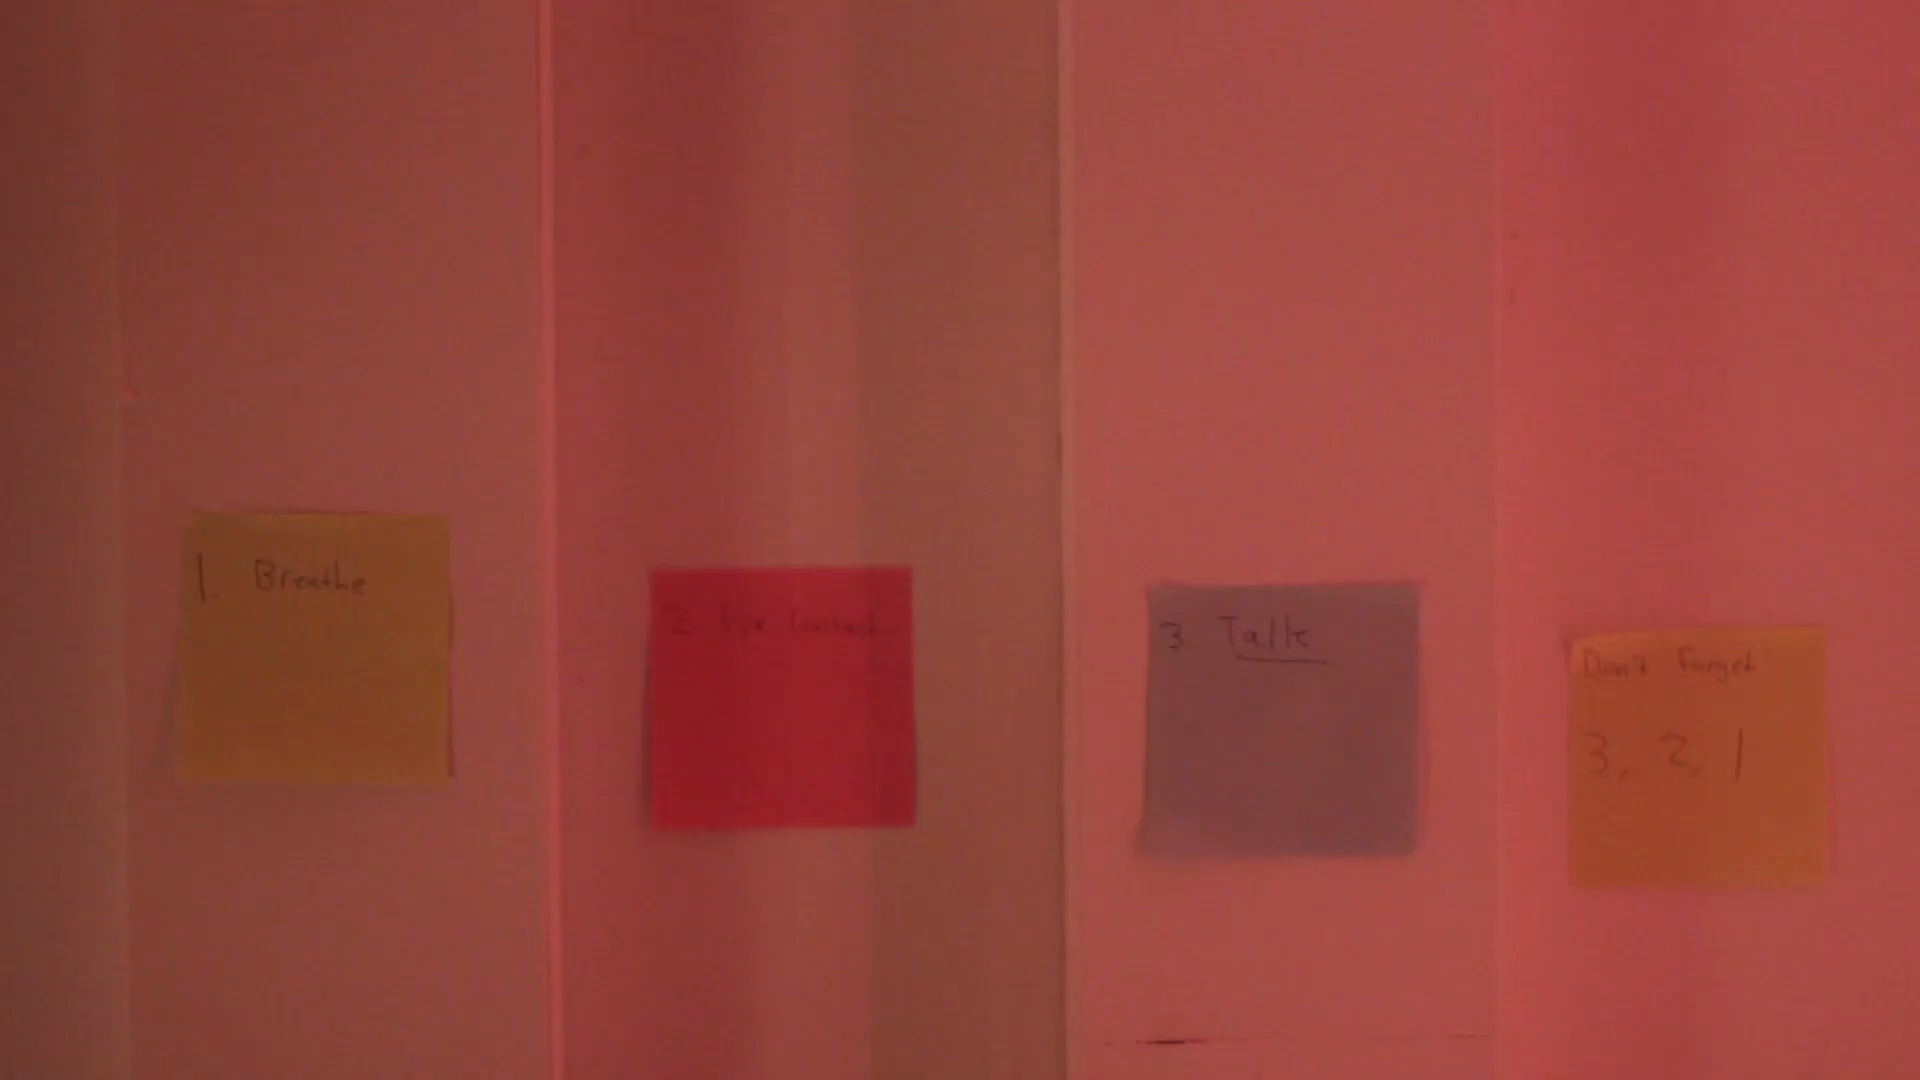 1. Breathe
2 Eye Contact
3 Talk
Don't Forget
3. 2. 1